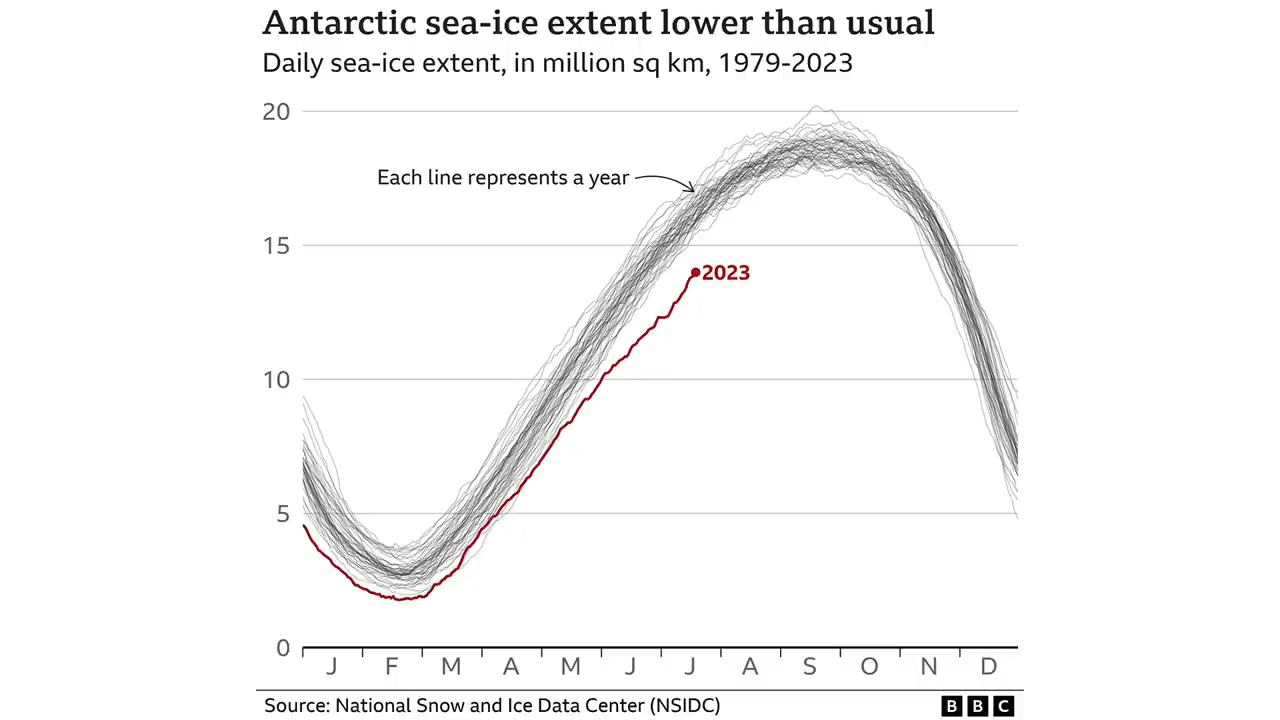 Antarctic sea-ice extent lower than usual
Daily sea-ice extent, in million sq km, 1979-2023
20
Each line represents a year
15
2023
10
5
0
J F M A M J J A S O N D
Source: National Snow and Ice Data Center (NSIDC)
BBC